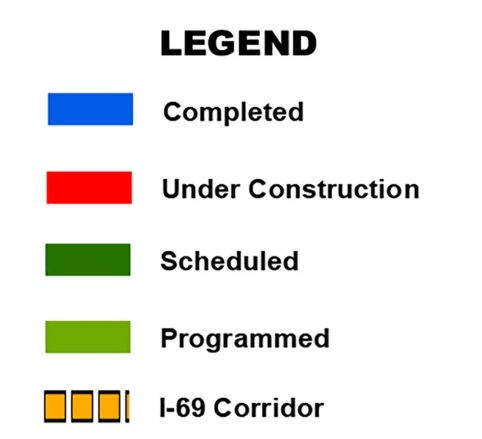 LEGEND
Completed
Under Construction
Scheduled
Programmed
I-69 Corridor